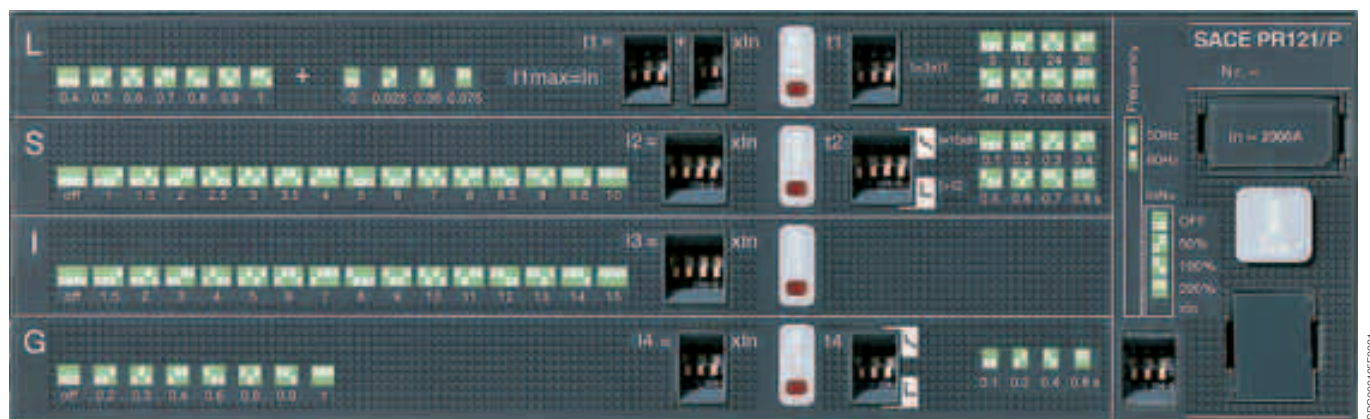 L
I1 = + xIn
t1
0.4 0.5 0.6 0.7 0.8 0.9 1 + 0 0.025 0.05 0.075
I1max=In
3 12 24 36
48 72 108 144 s
S
I2 = xIn
t2
off 1.5 2 2.5 3 3.5 4 5 6 7 8 8.5 9 9.5 10
0.1 0.2 0.3 0.4
0.5 0.6 0.7 0.8 s
I
I3 = xIn
off 1.5 2 3 4 5 6 7 8 9 10 11 12 13 14 15
G
I4 = xIn
t4
off 0.2 0.3 0.4 0.6 0.8 0.9 1
0.1 0.2 0.4 0.8 s
Frequency
50Hz
60Hz
InNe
OFF
50%
100%
200%
SACE PR121/P
Nr. =
In = 2000A